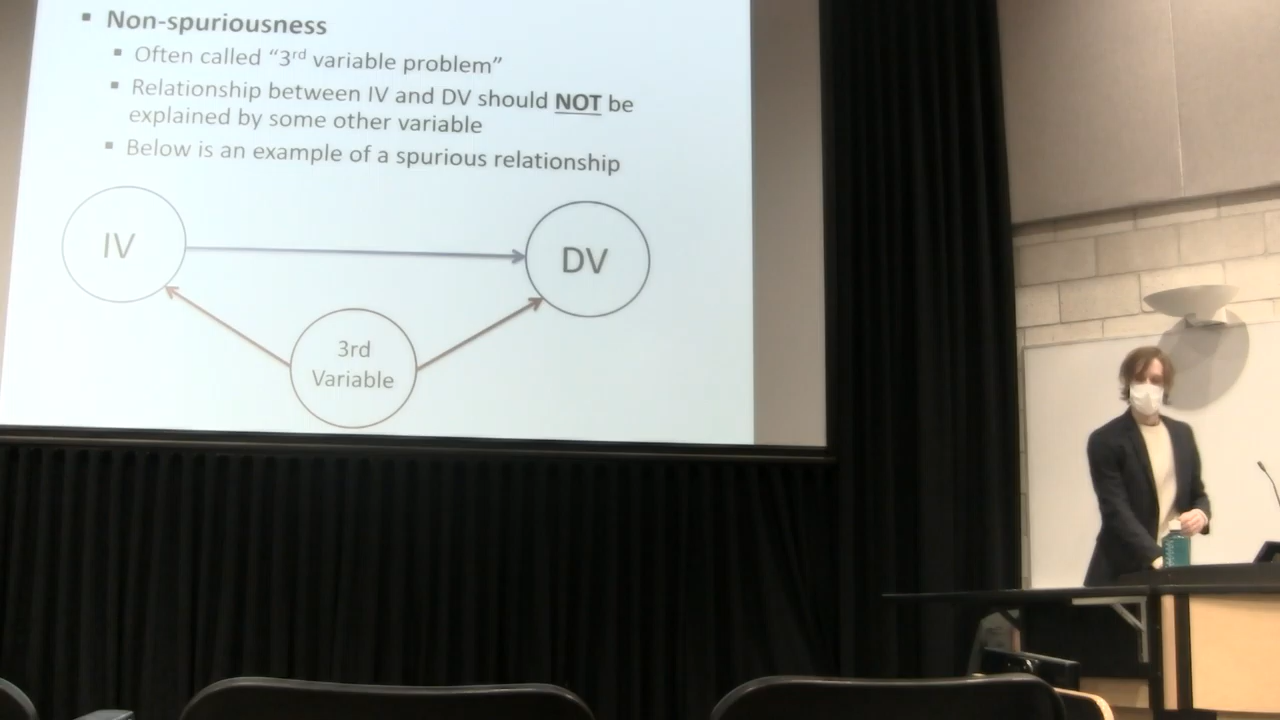 Non-spuriousness
Often called “3rd variable problem”
Relationship between IV and DV should NOT be
explained by some other variable
Below is an example of a spurious relationship
IV
DV
3rd
Variable